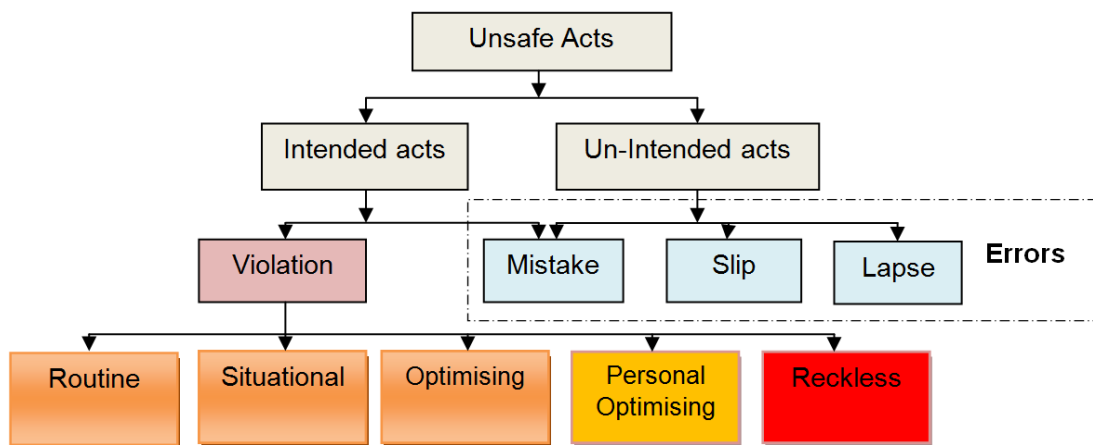 Unsafe Acts
Intended acts
Un-Intended acts
Violation
Mistake
Slip
Lapse
Errors
Routine
Situational
Optimising
Personal
Optimising
Reckless